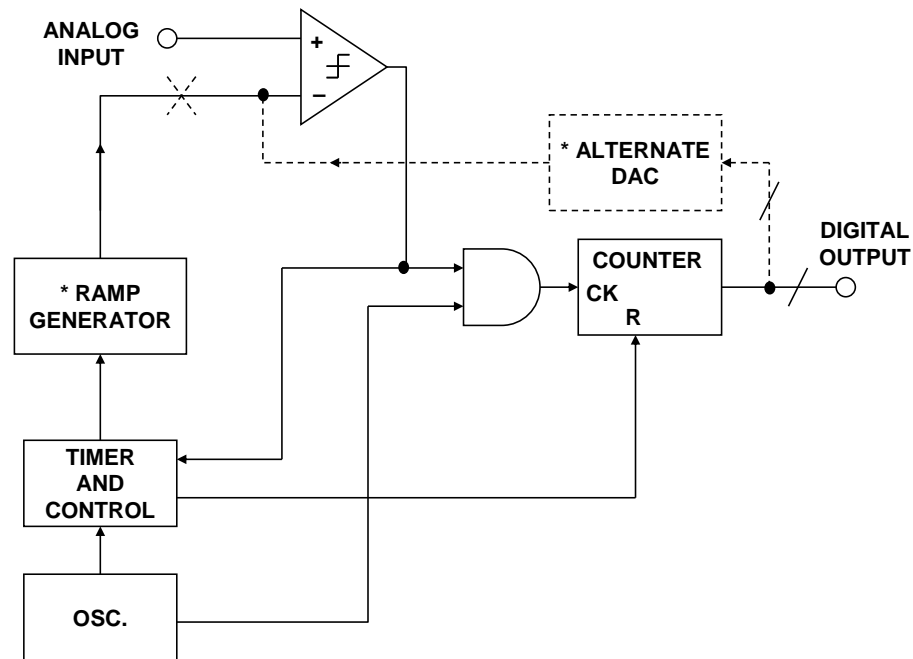 ANALOG
INPUT
+
−
* ALTERNATE
DAC
DIGITAL
OUTPUT
* RAMP
GENERATOR
COUNTER
CK
R
TIMER
AND
CONTROL
OSC.